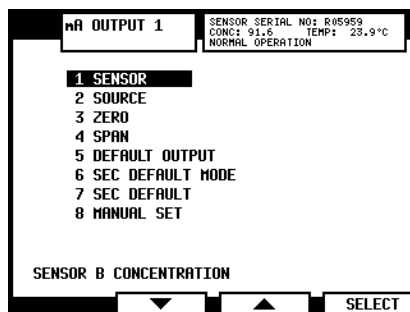 mA OUTPUT 1
SENSOR SERIAL NO: R05959
CONC: 91.6 TEMP: 23.9°C
NORMAL OPERATION
1 SENSOR
2 SOURCE
3 ZERO
4 SPAN
5 DEFAULT OUTPUT
6 SEC DEFAULT MODE
7 SEC DEFAULT
8 MANUAL SET
SENSOR B CONCENTRATION
SELECT